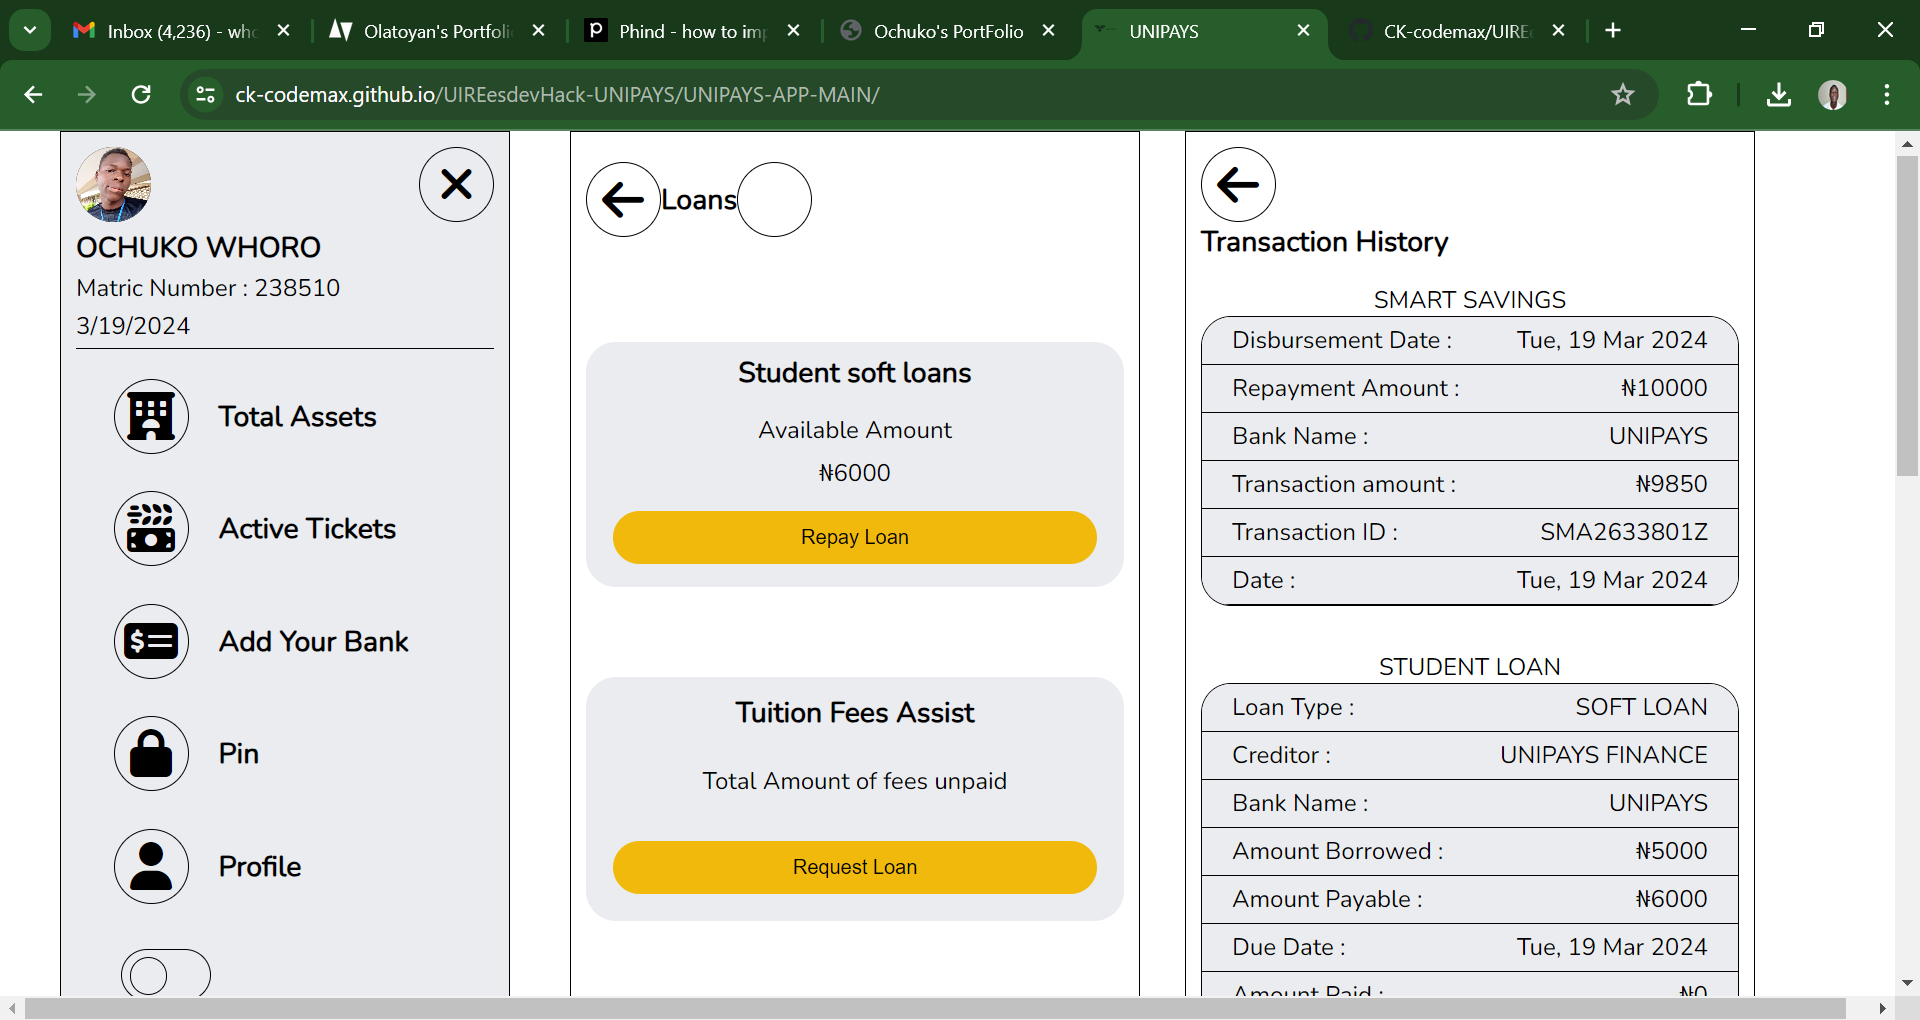 Inbox (4,236) - who
Olatoyan's Portfoli
Phind - how to imp
Ochuko's PortFolio
UNIPAYS
CK-codemax/UIREe
ck-codemax.github.io/UIREesdevHack-UNIPAYS/UNIPAYS-APP-MAIN/
OCHUKO WHORO
Matric Number : 238510
3/19/2024
Total Assets
Active Tickets
Add Your Bank
Pin
Profile
Loans
Student soft loans
Available Amount
₦6000
Repay Loan
Tuition Fees Assist
Total Amount of fees unpaid
Request Loan
Transaction History
SMART SAVINGS
Disbursement Date : Tue, 19 Mar 2024
Repayment Amount : ₦10000
Bank Name : UNIPAYS
Transaction amount : ₦9850
Transaction ID : SMA2633801Z
Date : Tue, 19 Mar 2024
STUDENT LOAN
Loan Type : SOFT LOAN
Creditor : UNIPAYS FINANCE
Bank Name : UNIPAYS
Amount Borrowed : ₦5000
Amount Payable : ₦6000
Due Date : Tue, 19 Mar 2024
Amount Paid : ₦0